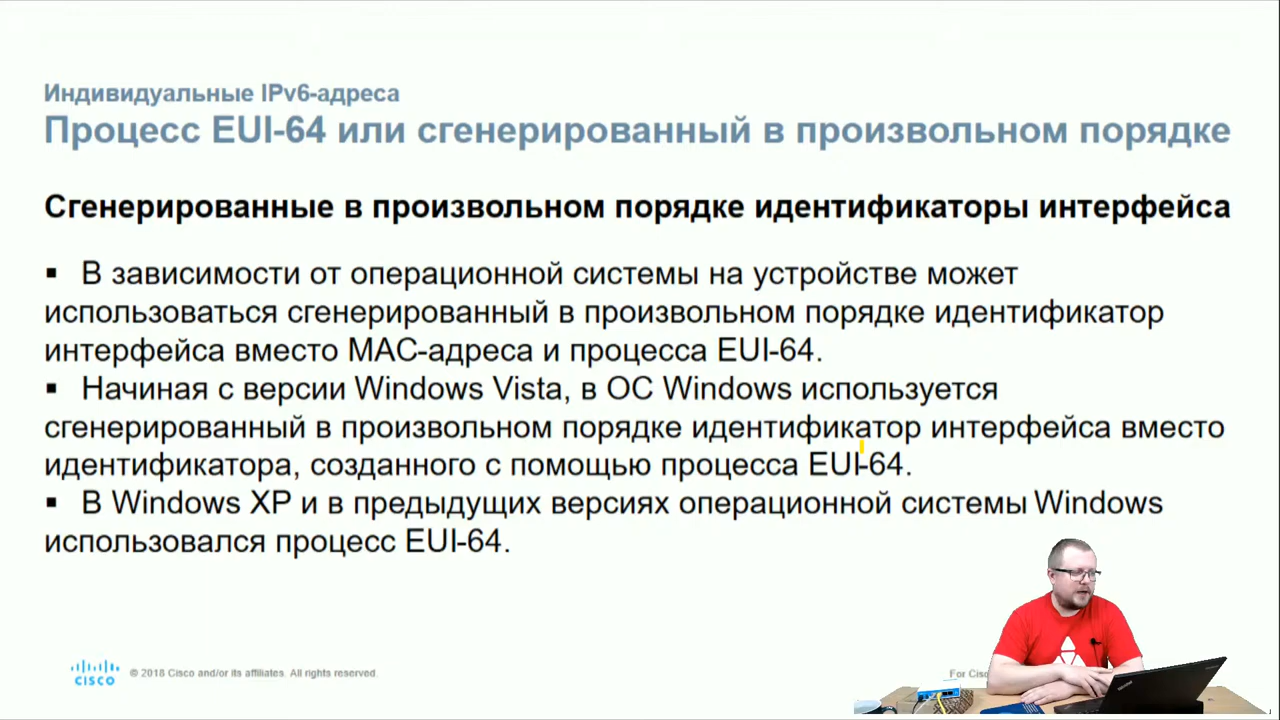 Индивидуальные IPv6-адреса
Процесс EUI-64 или сгенерированный в произвольном порядке
Сгенерированные в произвольном порядке идентификаторы интерфейса
▪ В зависимости от операционной системы на устройстве может
использоваться сгенерированный в произвольном порядке идентификатор
интерфейса вместо MAC-адреса и процесса EUI-64.
▪ Начиная с версии Windows Vista, в ОС Windows используется
сгенерированный в произвольном порядке идентификатор интерфейса вместо
идентификатора, созданного с помощью процесса EUI-64.
▪ В Windows XP и в предыдущих версиях операционной системы Windows
использовался процесс EUI-64.
CISCO © 2018 Cisco and/or its affiliates. All rights reserved. For